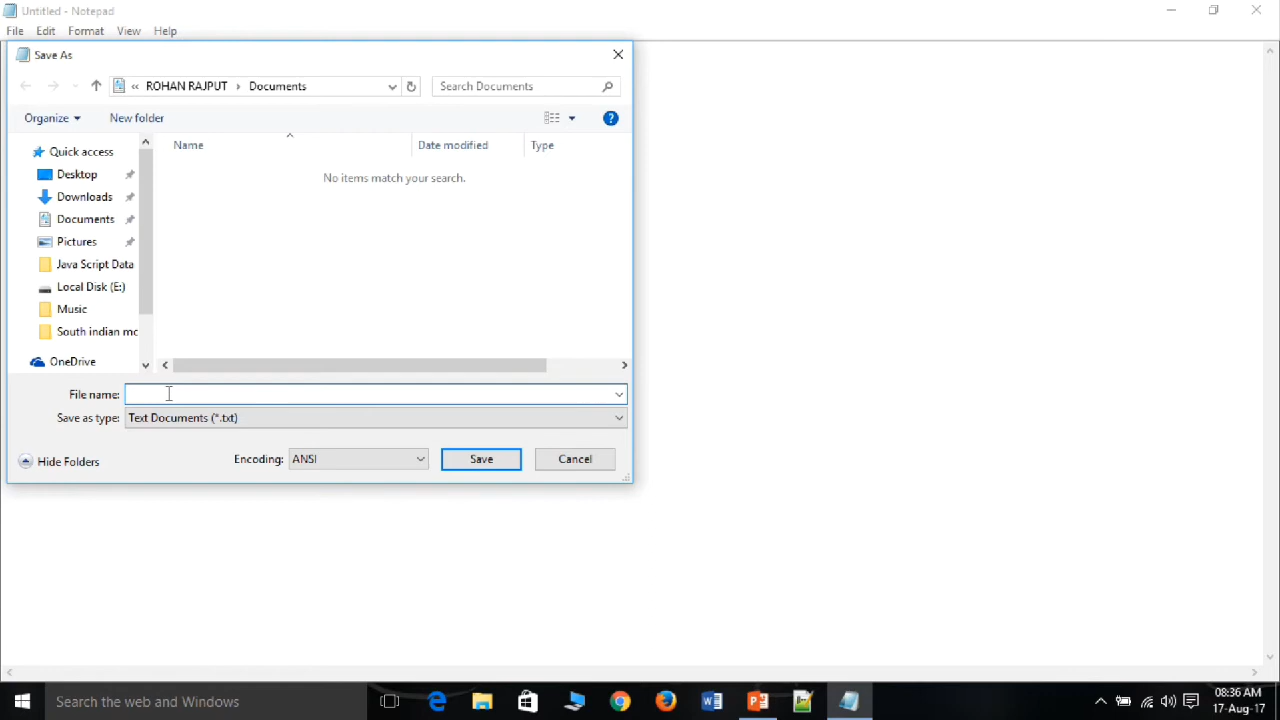 Untitled - Notepad
File Edit Format View Help
Save As
« ROHAN RAJPUT › Documents
Search Documents
Organize New folder
Quick access
Desktop
Downloads
Documents
Pictures
Java Script Data
Local Disk (E:)
Music
South indian mc
OneDrive
Name Date modified Type
No items match your search.
File name:
Save as type: Text Documents (*.txt)
Hide Folders
Encoding: ANSI
Save Cancel
Search the web and Windows
08:36 AM
17-Aug-17